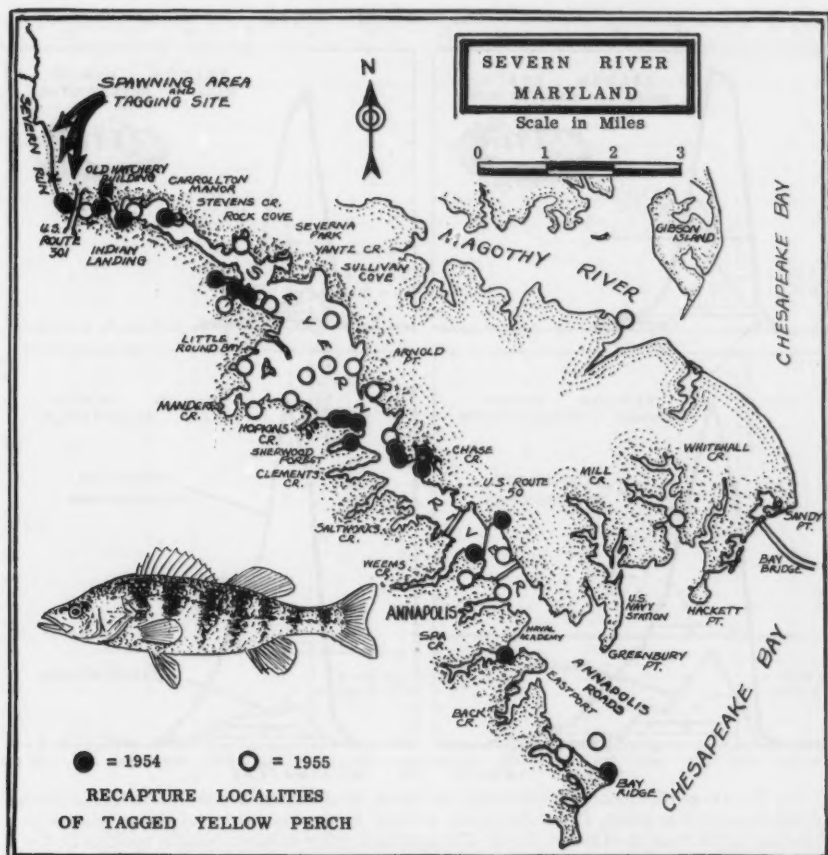 SEVERN RIVER
MARYLAND
Scale in Miles
0 1 2 3
N
SPAWNING AREA
AND
TAGGING SITE
SEVERN RUN
OLD HATCHERY
BUILDING
CARROLLTON
MANOR
STEVENS CR.
ROCK COVE
U.S.
ROUTE
301
INDIAN
LANDING
SEVERNA
PARK
YANTZ CR.
SULLIVAN
COVE
MAGOTHY RIVER
GIBSON
ISLAND
CHESAPEAKE BAY
SEVERN
LITTLE
ROUND BAY
ARNOLD
PT.
MANDERES
CR.
HOPKINS
CR.
SHERWOOD
FOREST
CLEMENTS
CR.
CHASE
CR.
U.S. ROUTE
50
MILL
CR.
WHITEHALL
CR.
SALTWORKS
CR.
RIVER
SANDY
PT.
BAY
BRIDGE
WEEMS
CR.
ANNAPOLIS
U.S.
NAVY
STATION
HACKETT
PT.
SPA
CR.
NAVAL
ACADEMY
GREENBURY
PT.
ANNAPOLIS
ROADS
EASTPORT
BACK
CR.
CHESAPEAKE BAY
BAY
RIDGE
= 1954 = 1955
RECAPTURE LOCALITIES
OF TAGGED YELLOW PERCH